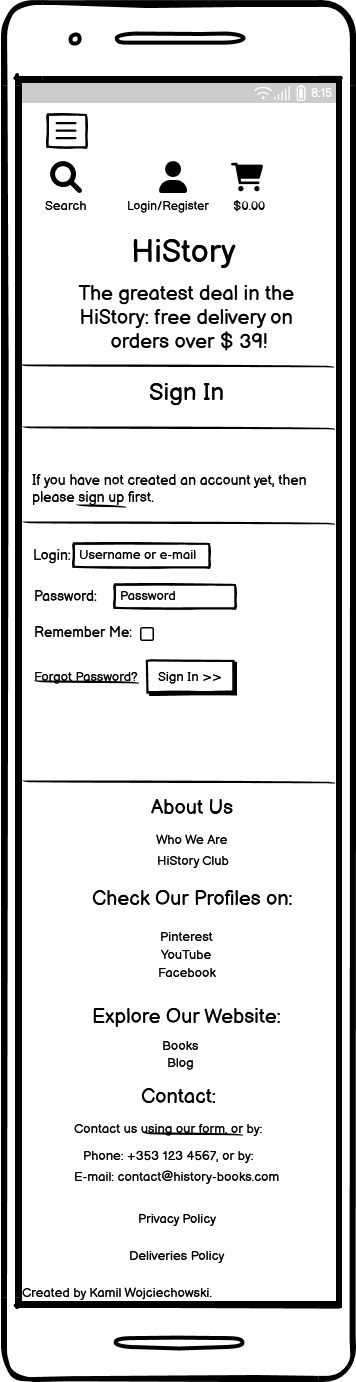 8:15
Search
Login/Register
$0.00
HiStory
The greatest deal in the
HiStory: free delivery on
orders over $ 39!
Sign In
If you have not created an account yet, then
please sign up first.
Login: Username or e-mail
Password: Password
Remember Me:
Forgot Password? Sign In >>
About Us
Who We Are
HiStory Club
Check Our Profiles on:
Pinterest
YouTube
Facebook
Explore Our Website:
Books
Blog
Contact:
Contact us using our form, or by:
Phone: +353 123 4567, or by:
E-mail: contact@history-books.com
Privacy Policy
Deliveries Policy
Created by Kamil Wojciechowski.